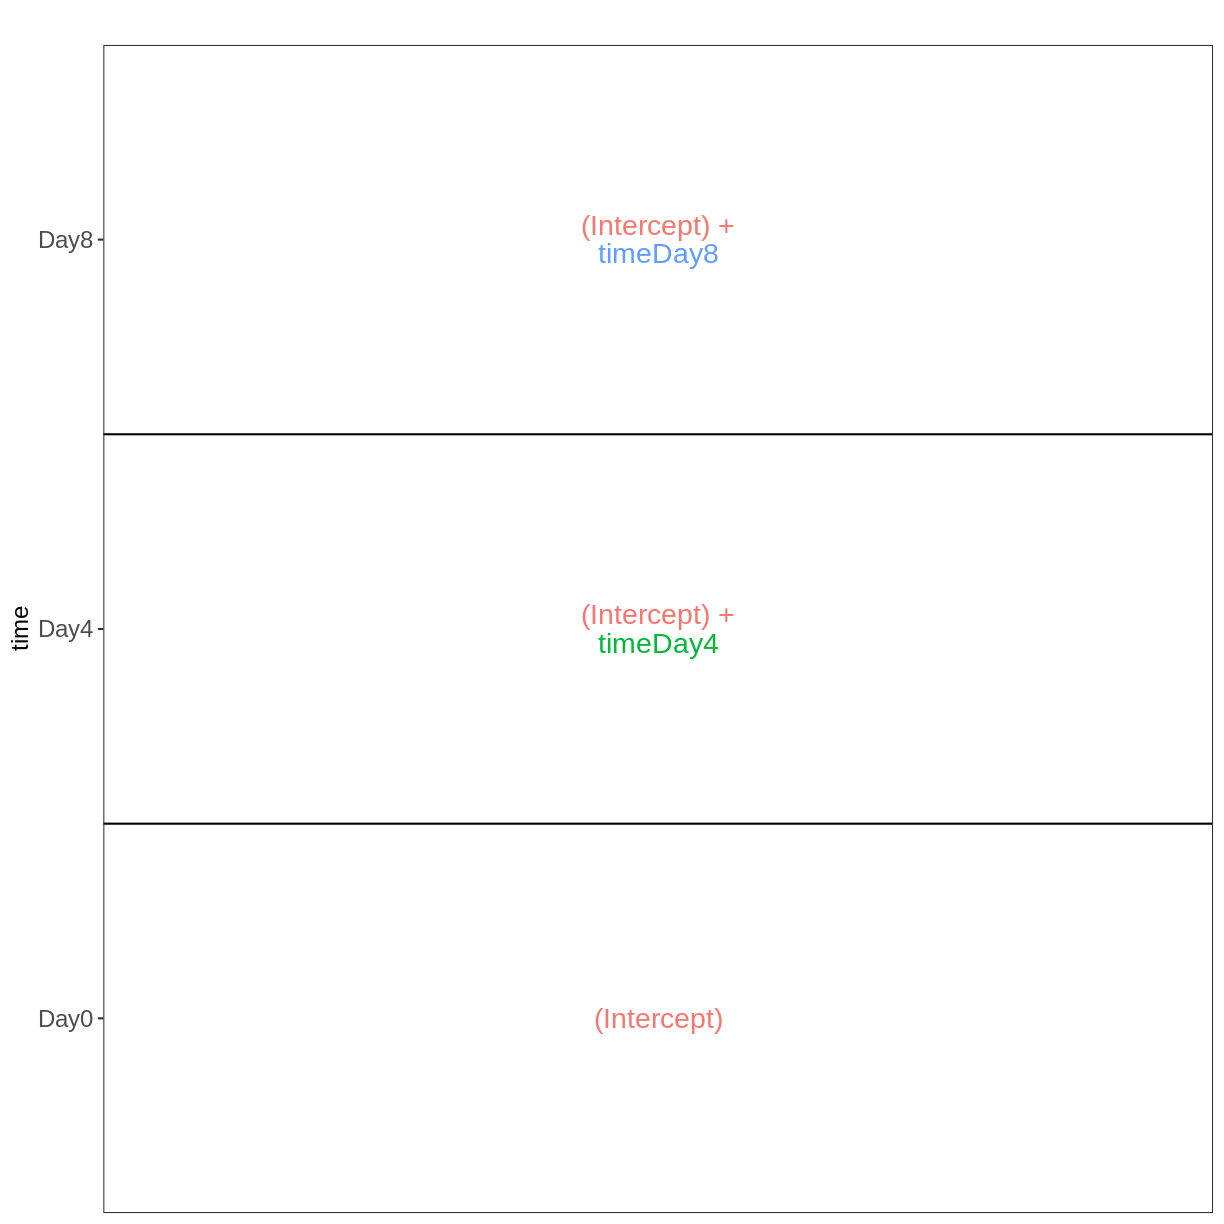 Day8
(Intercept) +
timeDay8
time
Day4
(Intercept) +
timeDay4
Day0
(Intercept)